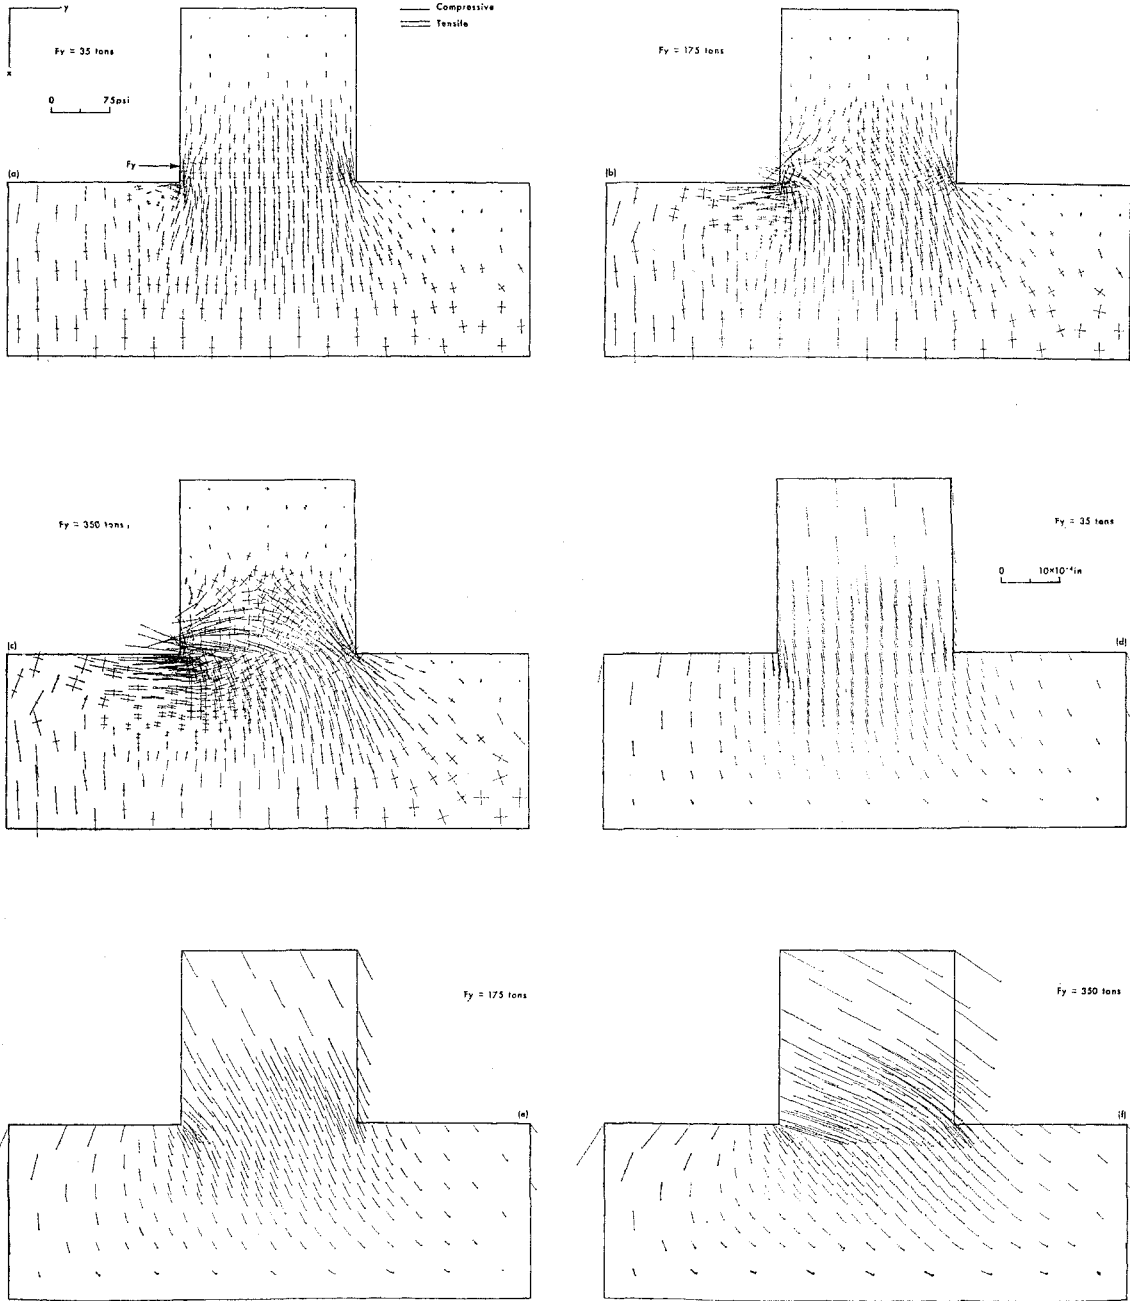 y
x
Compressive
Tensile
Fy = 35 tons
0 75psi
Fy
(a)
Fy = 175 tons
(b)
Fy = 350 tons
(c)
Fy = 35 tons
0 10×10⁻⁴in
(d)
Fy = 175 tons
(e)
Fy = 350 tons
(f)